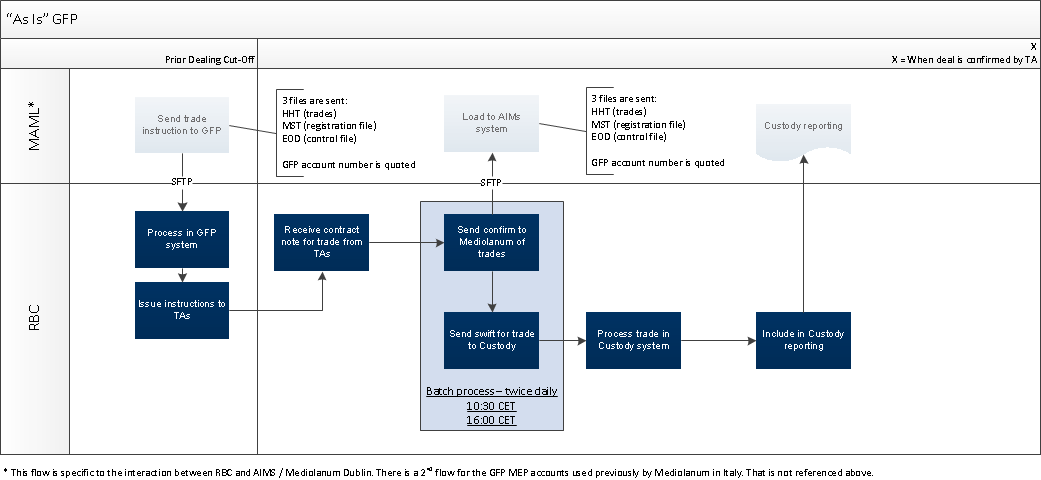 "As Is" GFP
Prior Dealing Cut-Off
X
X = When deal is confirmed by TA
MAML*
Send trade
instruction to GFP
3 files are sent:
HHT (trades)
MST (registration file)
EOD (control file)
GFP account number is quoted
Load to AIMs
system
3 files are sent:
HHT (trades)
MST (registration file)
EOD (control file)
GFP account number is quoted
Custody reporting
SFTP
SFTP
RBC
Process in GFP
system
Issue instructions to
TAs
Receive contract
note for trade from
TAs
Send confirm to
Mediolanum of
trades
Send swift for trade
to Custody
Batch process – twice daily
10:30 CET
16:00 CET
Process trade in
Custody system
Include in Custody
reporting
* This flow is specific to the interaction between RBC and AIMS / Mediolanum Dublin. There is a 2nd flow for the GFP MEP accounts used previously by Mediolanum in Italy. That is not referenced above.